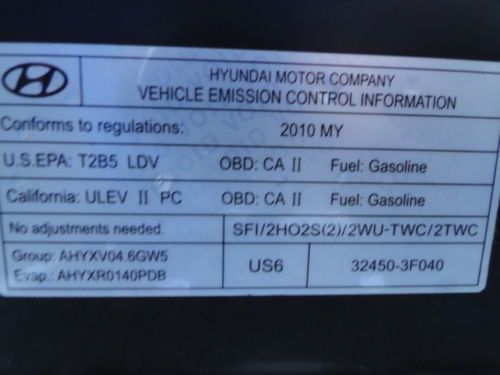 HYUNDAI MOTOR COMPANY
VEHICLE EMISSION CONTROL INFORMATION
Conforms to regulations: 2010 MY
U.S.EPA: T2B5 LDV OBD: CA II Fuel: Gasoline
California: ULEV II PC OBD: CA II Fuel: Gasoline
No adjustments needed. SFI/2HO2S(2)/2WU-TWC/2TWC
Group: AHYXV04.6GW5
Evap.: AHYXR0140PDB
US6
32450-3F040